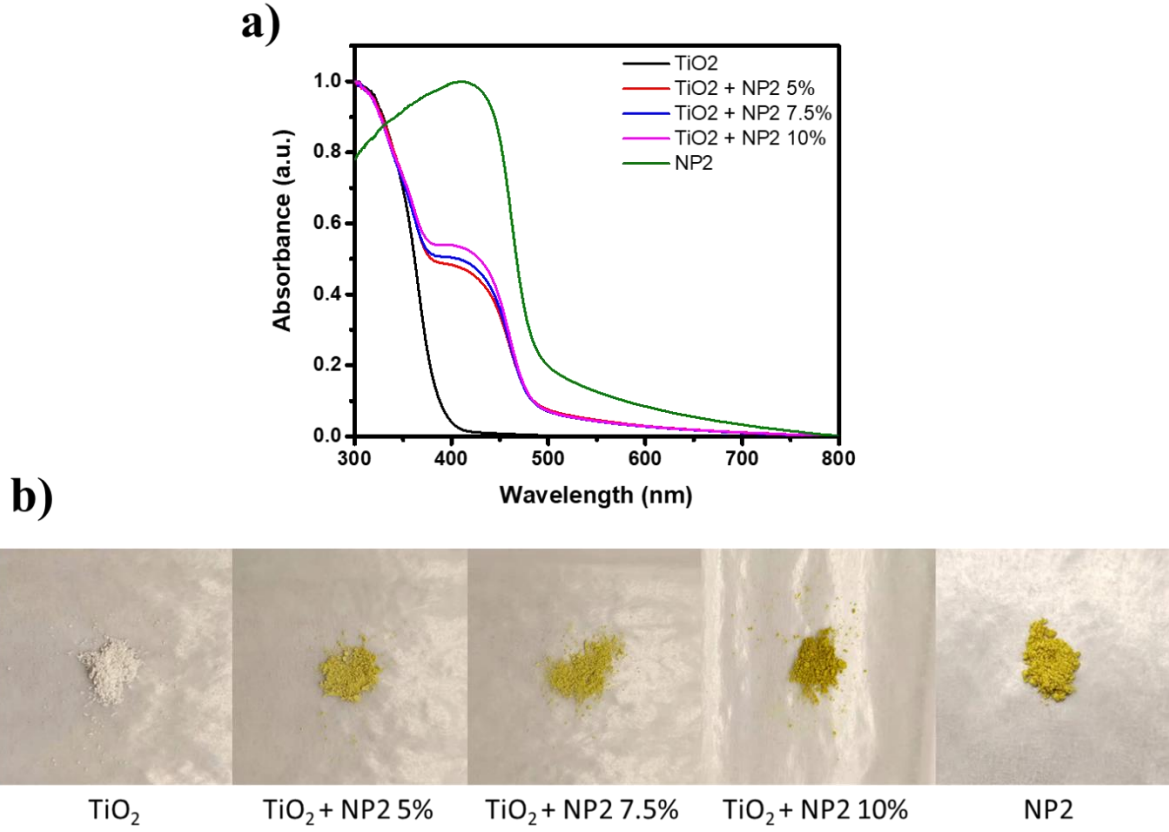 a)
TiO2
TiO2 + NP2 5%
TiO2 + NP2 7.5%
TiO2 + NP2 10%
NP2
1.0
0.8
0.6
0.4
0.2
0.0
Absorbance (a.u.)
300 400 500 600 700 800
Wavelength (nm)
b)
TiO₂ TiO₂ + NP2 5% TiO₂ + NP2 7.5% TiO₂ + NP2 10% NP2